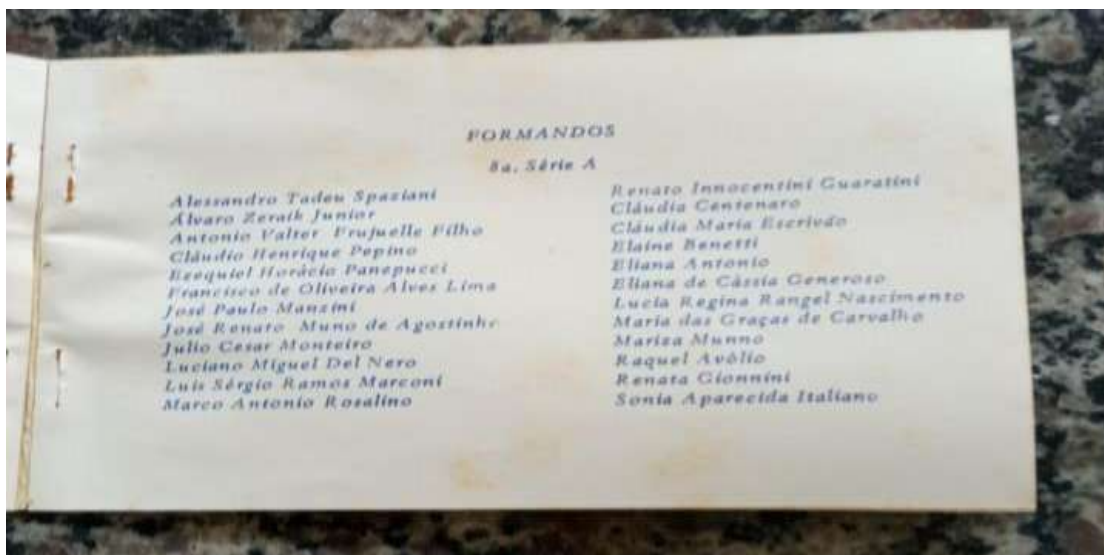 FORMANDOS
8a. Série A
Alessandro Tadeu Spaziani
Álvaro Zeraik Junior
Antonio Valter Frujuelle Filho
Cláudio Henrique Pepino
Ezequiel Horácio Panepucci
Francisco de Oliveira Alves Lima
José Paulo Manzini
José Renato Muno de Agostinho
Julio Cesar Monteiro
Luciano Miguel Del Nero
Luis Sérgio Ramos Marconi
Marco Antonio Rosalino
Renato Innocentini Guaratini
Cláudia Centenaro
Cláudia Maria Escrivão
Elaine Benetti
Eliana Antonio
Eliana de Cássia Generoso
Lucia Regina Rangel Nascimento
Maria das Graças de Carvalho
Mariza Munno
Raquel Avólio
Renata Gionnini
Sonia Aparecida Italiano